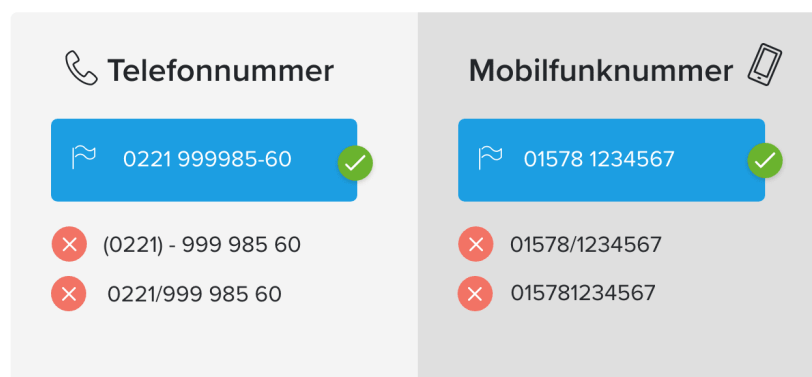 Telefonnummer
0221 999985-60
(0221) - 999 985 60
0221/999 985 60
Mobilfunknummer
01578 1234567
01578/1234567
015781234567